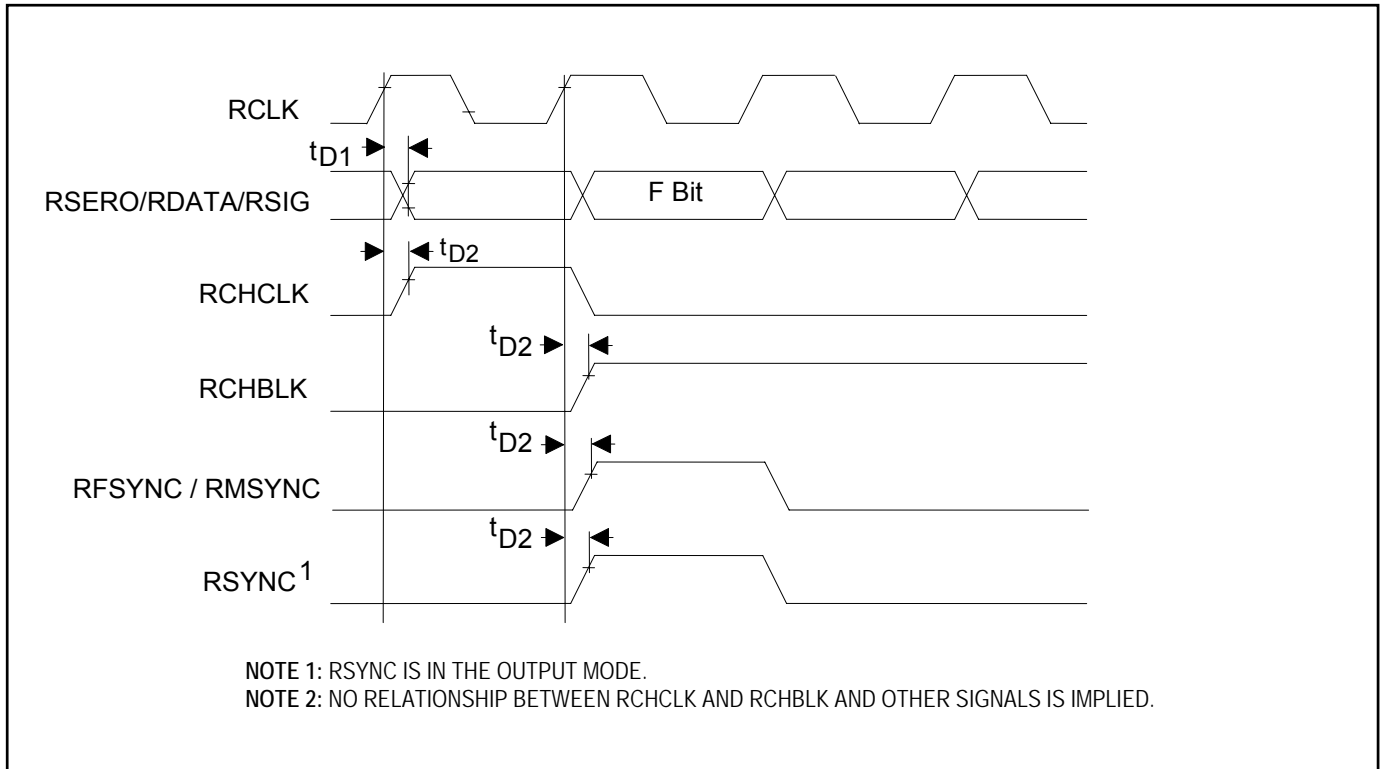 RCLK
tD1
RSERO/RDATA/RSIG
F Bit
tD2
RCHCLK
tD2
RCHBLK
tD2
RFSYNC / RMSYNC
tD2
RSYNC1
NOTE 1: RSYNC IS IN THE OUTPUT MODE.
NOTE 2: NO RELATIONSHIP BETWEEN RCHCLK AND RCHBLK AND OTHER SIGNALS IS IMPLIED.